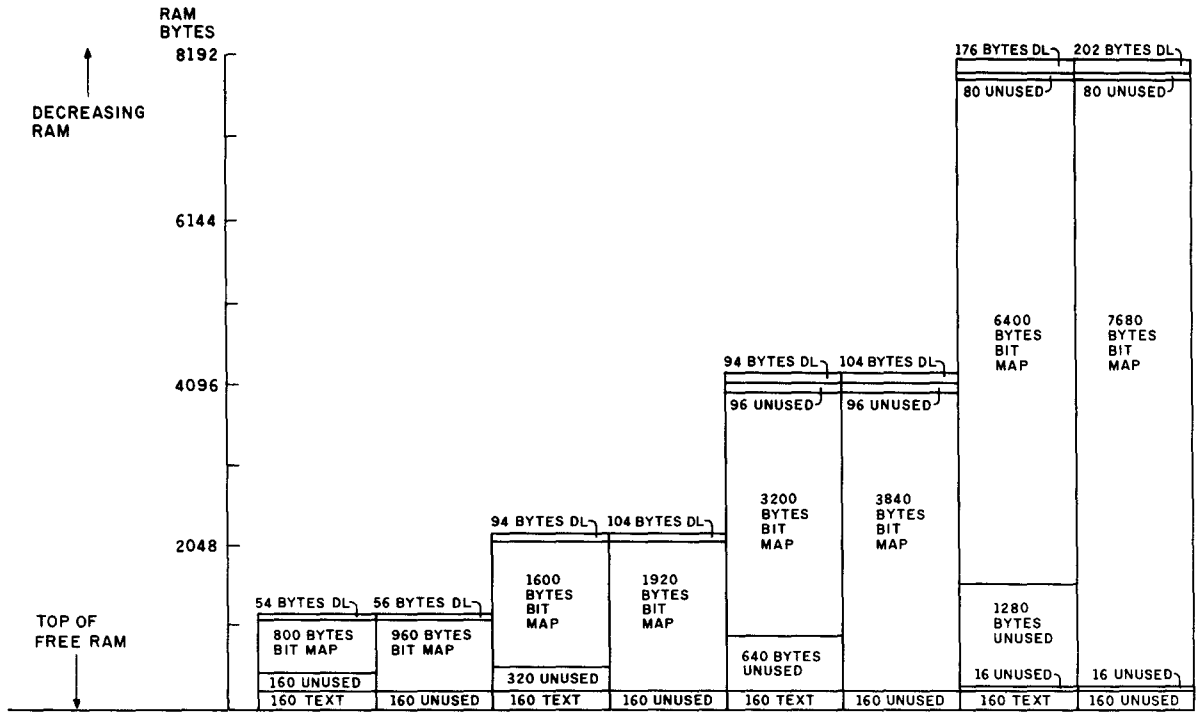 RAM
BYTES
8192
DECREASING
RAM
6144
4096
2048
TOP OF
FREE RAM
54 BYTES DL
800 BYTES
BIT MAP
160 UNUSED
160 TEXT
56 BYTES DL
960 BYTES
BIT MAP
160 UNUSED
94 BYTES DL
1600
BYTES
BIT
MAP
320 UNUSED
160 TEXT
104 BYTES DL
1920
BYTES
BIT
MAP
160 UNUSED
94 BYTES DL
96 UNUSED
3200
BYTES
BIT
MAP
640 BYTES
UNUSED
160 TEXT
104 BYTES DL
96 UNUSED
3840
BYTES
BIT
MAP
160 UNUSED
176 BYTES DL
80 UNUSED
6400
BYTES
BIT
MAP
1280
BYTES
UNUSED
16 UNUSED
160 TEXT
202 BYTES DL
80 UNUSED
7680
BYTES
BIT
MAP
16 UNUSED
160 UNUSED